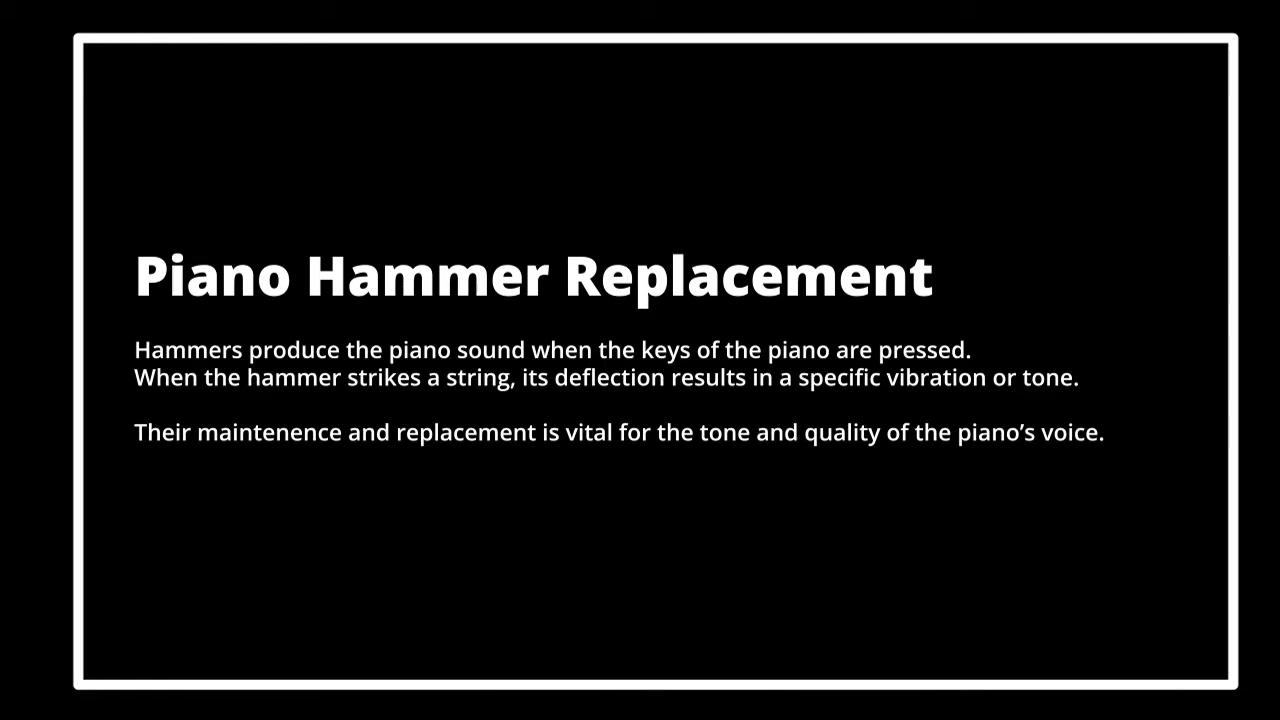 Piano Hammer Replacement
Hammers produce the piano sound when the keys of the piano are pressed.
When the hammer strikes a string, its deflection results in a specific vibration or tone.
Their maintenence and replacement is vital for the tone and quality of the piano’s voice.